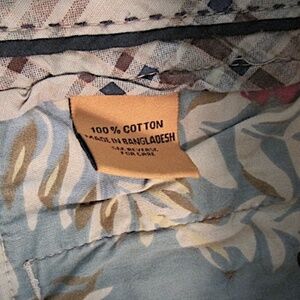 100% COTTON
MADE IN BANGLADESH
SEE REVERSE
FOR CARE